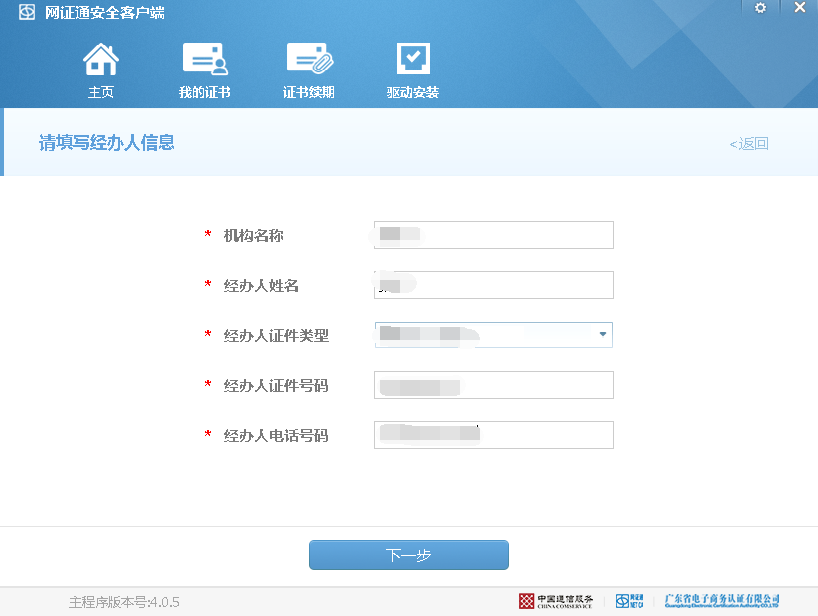 网证通安全客户端
主页 我的证书 证书续期 驱动安装
请填写经办人信息 <返回
* 机构名称
* 经办人姓名
* 经办人证件类型
* 经办人证件号码
* 经办人电话号码
下一步
主程序版本号:4.0.5 中国通信服务 CHINA COMSERVICE 网证通 NETCA 广东省电子商务认证有限公司 Guangdong Electronic Certification Authority CO.,LTD